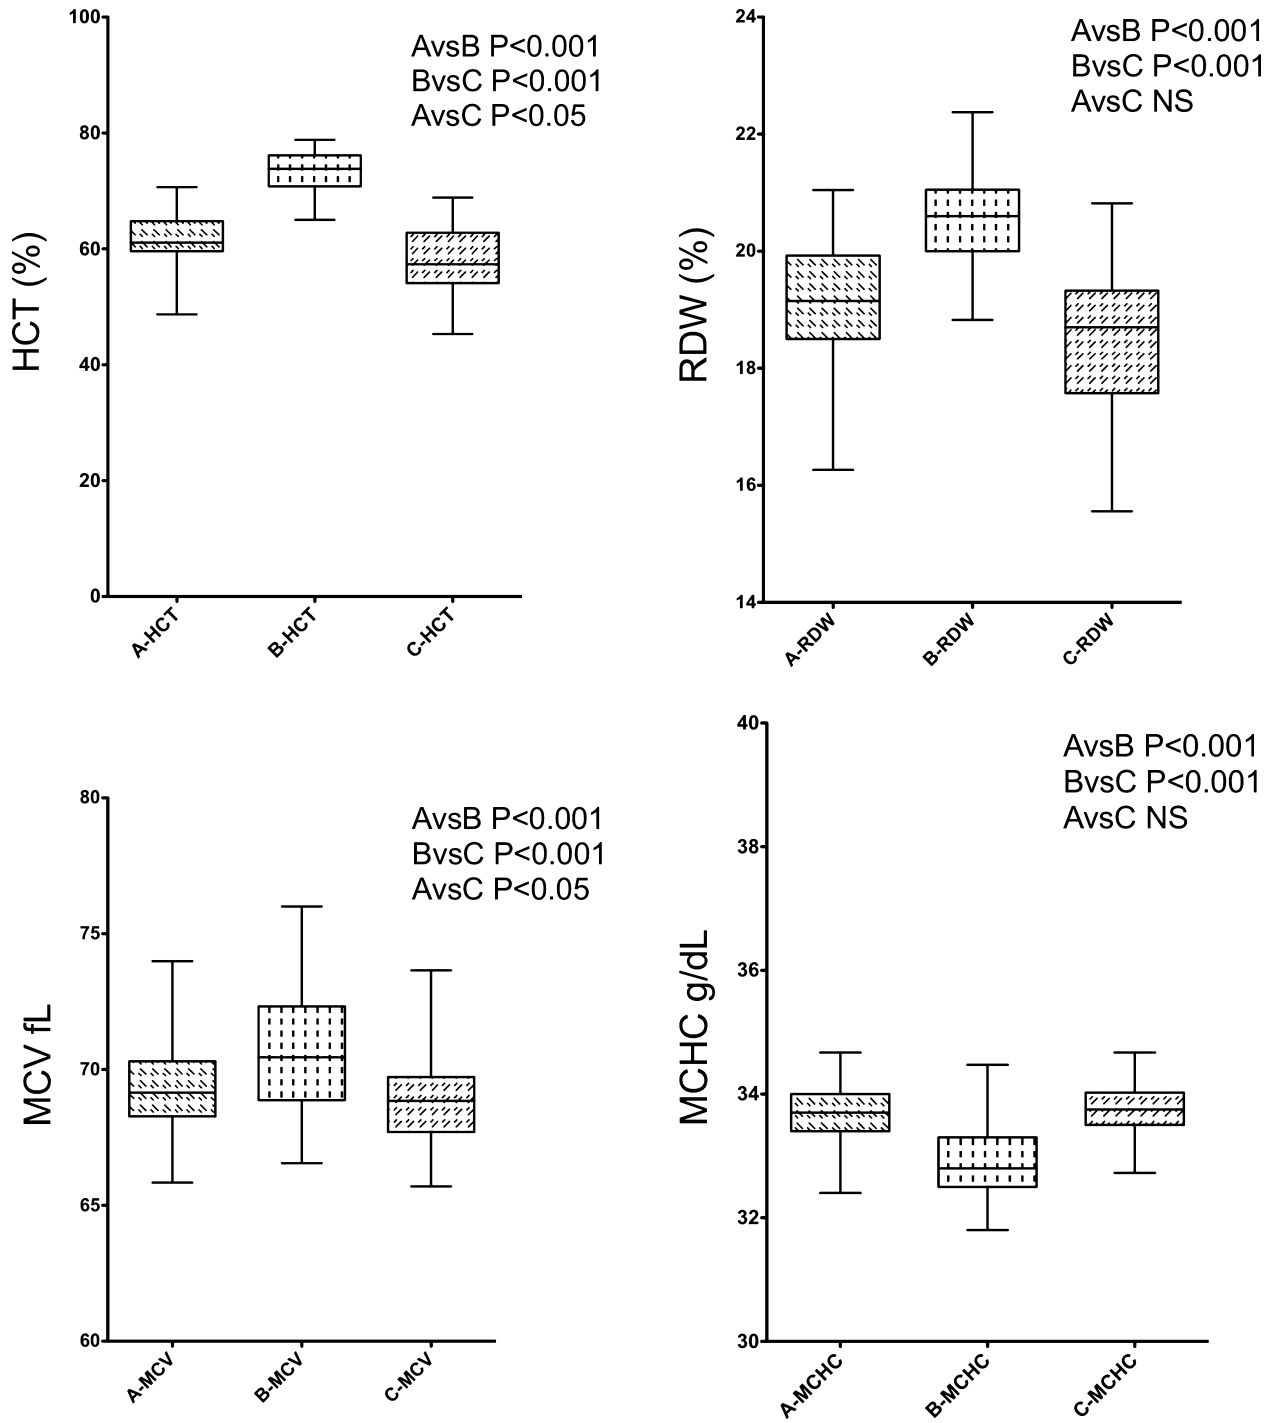 HCT (%)
100
80
60
40
20
0
AvsB P<0.001
BvsC P<0.001
AvsC P<0.05
A-HCT
B-HCT
C-HCT
RDW (%)
24
22
20
18
16
14
AvsB P<0.001
BvsC P<0.001
AvsC NS
A-RDW
B-RDW
C-RDW
MCV fL
80
75
70
65
60
AvsB P<0.001
BvsC P<0.001
AvsC P<0.05
A-MCV
B-MCV
C-MCV
MCHC g/dL
40
38
36
34
32
30
AvsB P<0.001
BvsC P<0.001
AvsC NS
A-MCHC
B-MCHC
C-MCHC